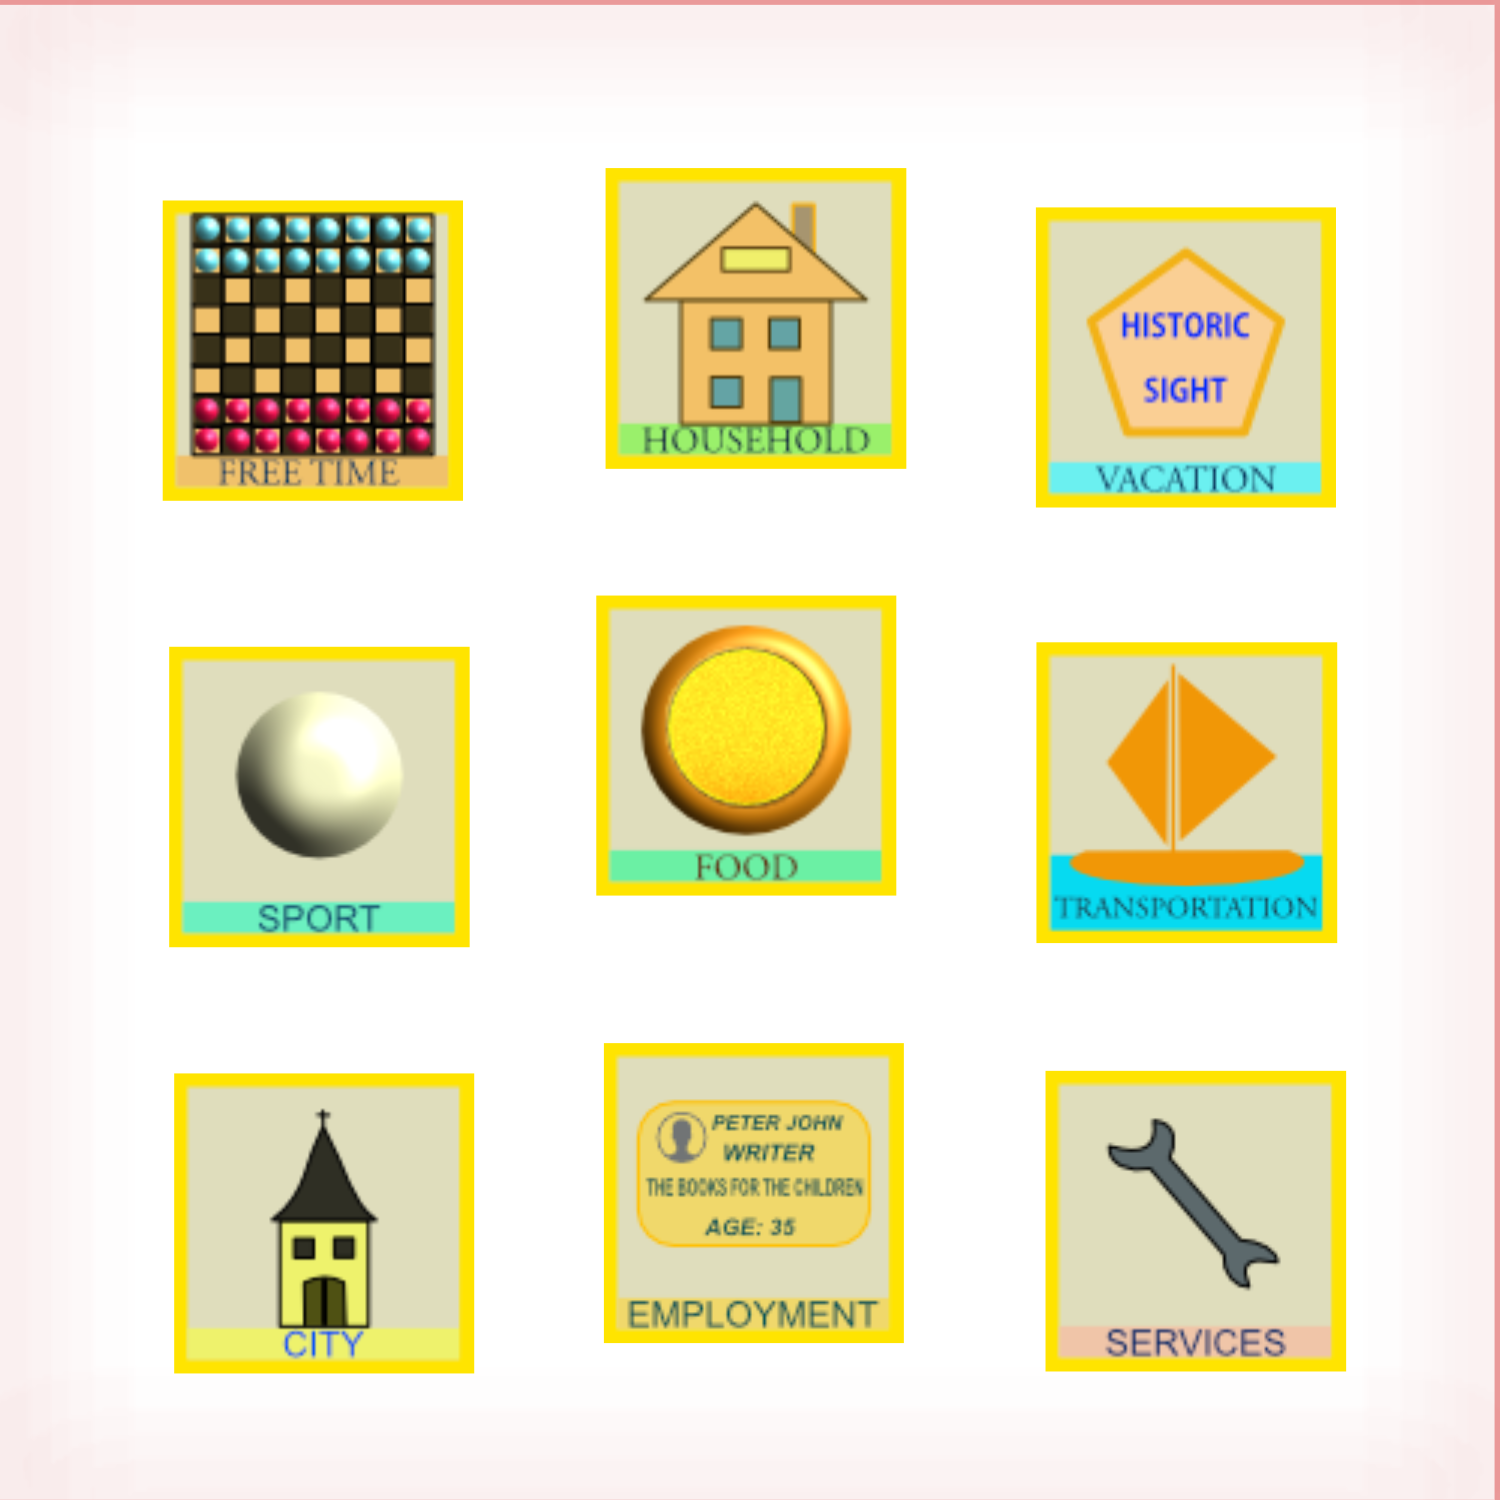 FREE TIME
HOUSEHOLD
HISTORIC
SIGHT
VACATION
SPORT
FOOD
TRANSPORTATION
CITY
PETER JOHN
WRITER
THE BOOKS FOR THE CHILDREN
AGE: 35
EMPLOYMENT
SERVICES